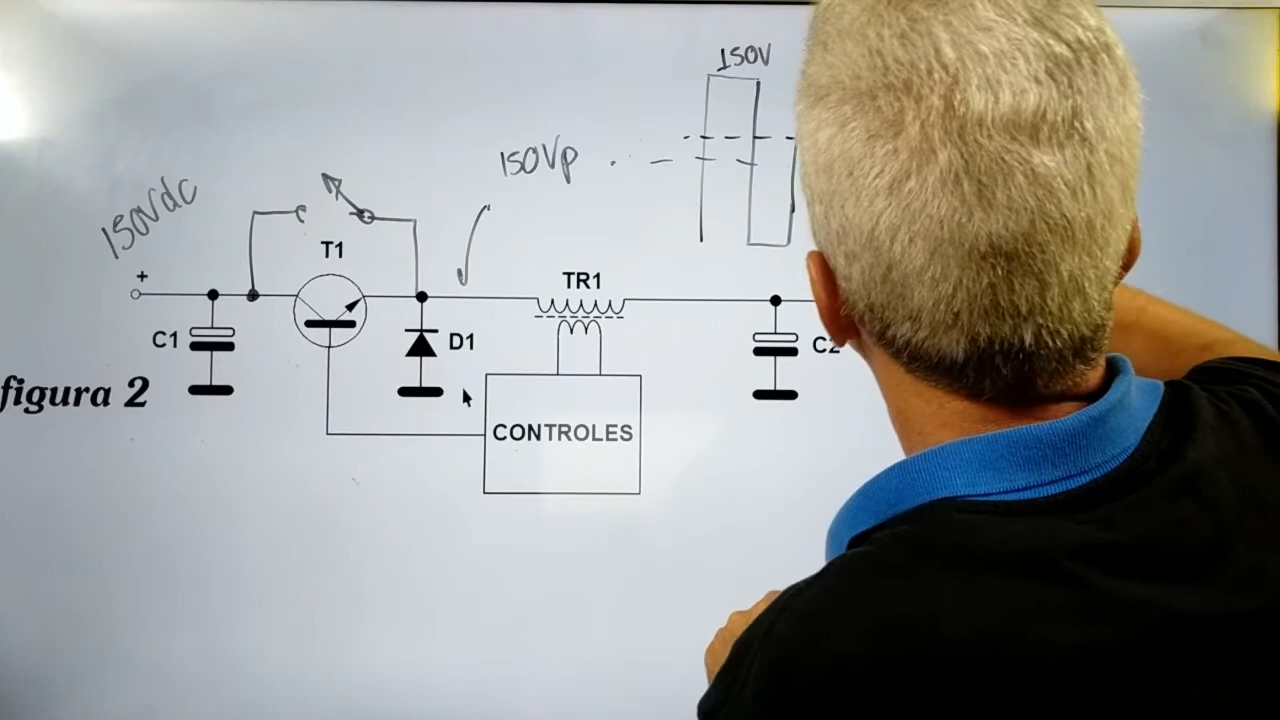 150V
150Vp
150Vdc
T1
+
TR1
C1
D1
C2
figura 2
CONTROLES